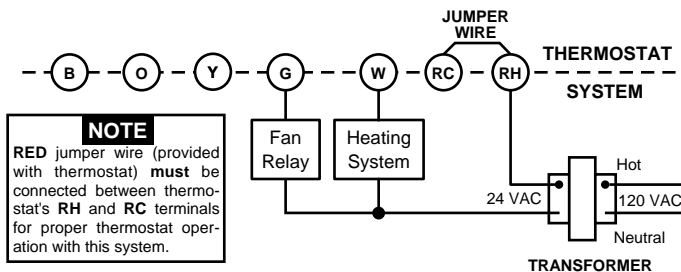 JUMPER
WIRE
B O Y G W RC RH
THERMOSTAT
SYSTEM
NOTE
RED jumper wire (provided
with thermostat) must be
connected between thermo-
stat's RH and RC terminals
for proper thermostat oper-
ation with this system.
Fan
Relay
Heating
System
Hot
24 VAC
120 VAC
Neutral
TRANSFORMER